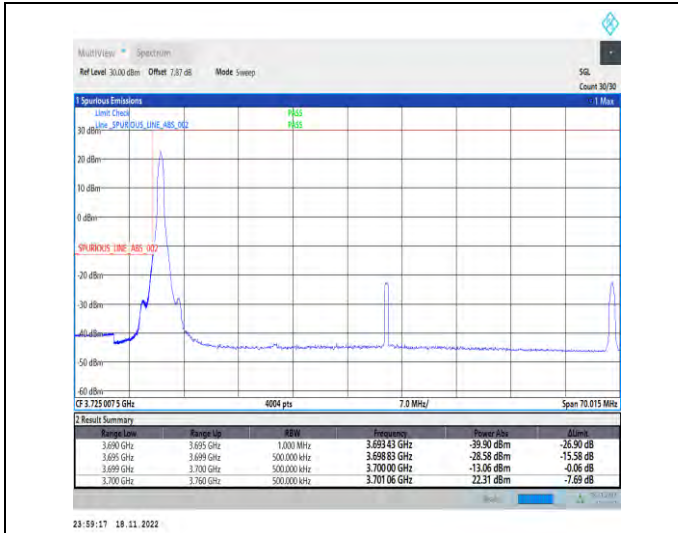 MultiView Spectrum
Ref Level 30.00 dBm Offset 7.87 dB Mode Sweep SGL
Count 30/30
1 Spurious Emissions 1 Max
Limit Check PASS
Line _SPURIOUS_LINE_ABS_002 PASS
30 dBm
20 dBm
10 dBm
0 dBm
SPURIOUS_LINE_ABS_002
-20 dBm
-30 dBm
-40 dBm
-50 dBm
-60 dBm
CF 3.725 007 5 GHz 4004 pts 7.0 MHz/ Span 70.015 MHz
2 Result Summary
Range Low Range Up RBW Frequency Power Abs ΔLimit
3.690 GHz 3.695 GHz 1.000 MHz 3.693 43 GHz -39.90 dBm -26.90 dB
3.695 GHz 3.699 GHz 500.000 kHz 3.698 83 GHz -28.58 dBm -15.58 dB
3.699 GHz 3.700 GHz 500.000 kHz 3.700 00 GHz -13.06 dBm -0.06 dB
3.700 GHz 3.760 GHz 500.000 kHz 3.701 06 GHz 22.31 dBm -7.69 dB
23:59:17 18.11.2022